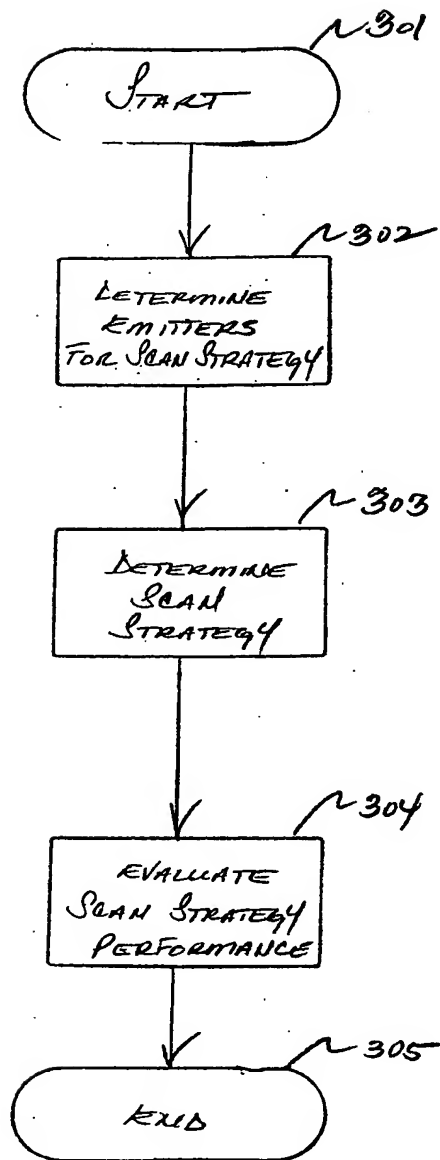 301
START
302
DETERMINE
EMITTERS
FOR SCAN STRATEGY
303
DETERMINE
SCAN
STRATEGY
304
EVALUATE
SCAN STRATEGY
PERFORMANCE
305
END